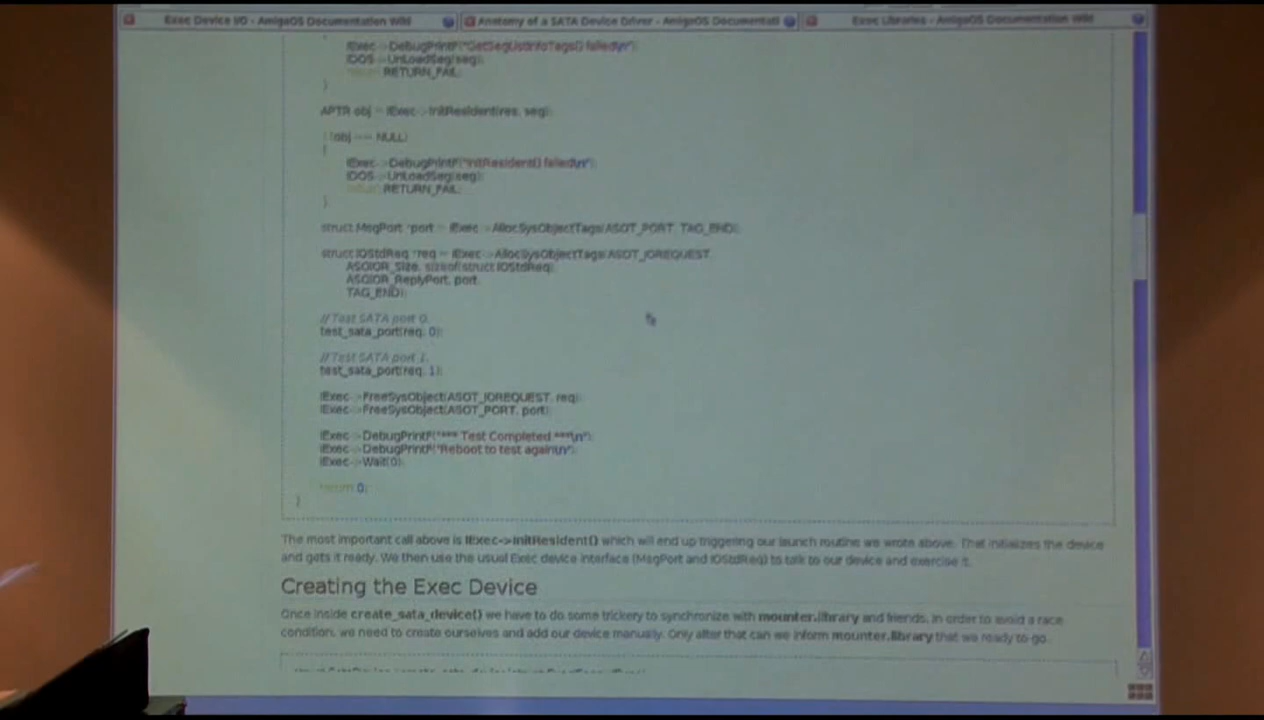 Exec Device I/O - AmigaOS Documentation Wiki
Anatomy of a SATA Device Driver - AmigaOS Documentati
Exec Libraries - AmigaOS Documentation Wiki
IExec->DebugPrintF("GetSegListInfoTags() failed\n");
IDOS->UnLoadSeg(seg);
return RETURN_FAIL;
}
APTR obj = IExec->InitResident(res, seg);
if (obj == NULL)
{
IExec->DebugPrintF("InitResident() failed\n");
IDOS->UnLoadSeg(seg);
return RETURN_FAIL;
}
struct MsgPort *port = IExec->AllocSysObjectTags(ASOT_PORT, TAG_END);
struct IOStdReq *req = IExec->AllocSysObjectTags(ASOT_IOREQUEST,
ASOIOR_Size, sizeof(struct IOStdReq),
ASOIOR_ReplyPort, port,
TAG_END);
// Test SATA port 0.
test_sata_port(req, 0);
// Test SATA port 1.
test_sata_port(req, 1);
IExec->FreeSysObject(ASOT_IOREQUEST, req);
IExec->FreeSysObject(ASOT_PORT, port);
IExec->DebugPrintF("*** Test Completed ***\n");
IExec->DebugPrintF("Reboot to test again\n");
IExec->Wait(0);
return 0;
}
The most important call above is IExec->InitResident() which will end up triggering our launch routine we wrote above. That initializes the device
and gets it ready. We then use the usual Exec device interface (MsgPort and IOStdReq) to talk to our device and exercise it.
Creating the Exec Device
Once inside create_sata_device() we have to do some trickery to synchronize with mounter.library and friends. In order to avoid a race
condition, we need to create ourselves and add our device manually. Only after that can we inform mounter.library that we ready to go.